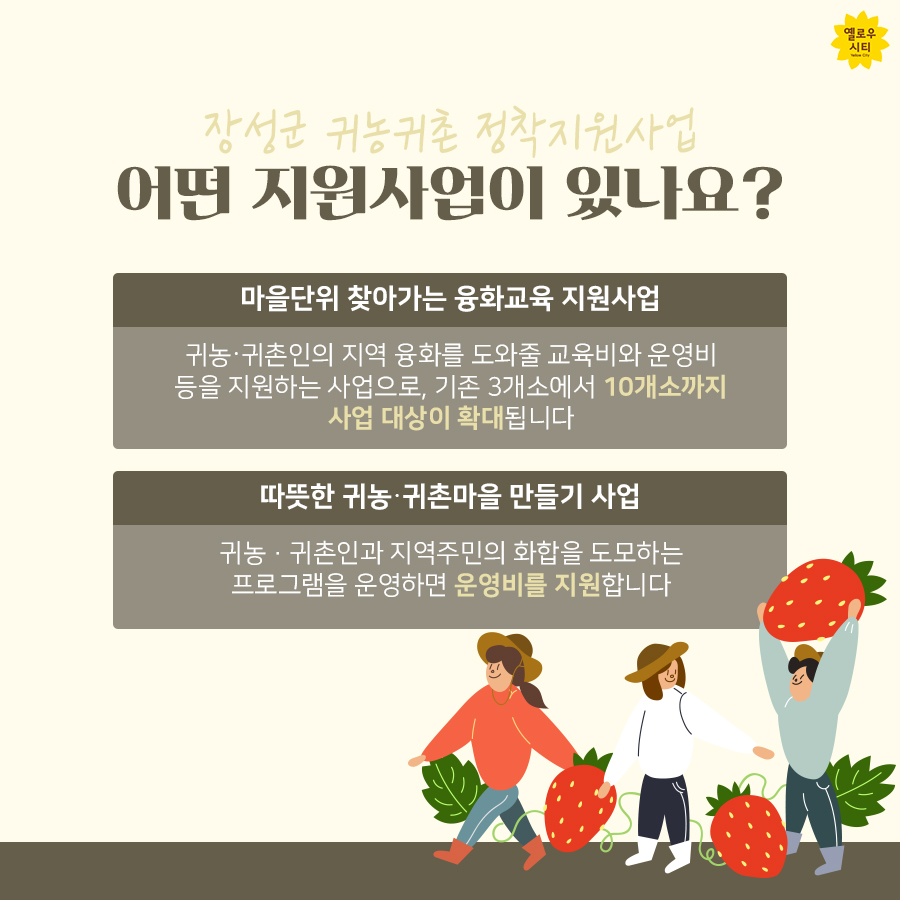 옐로우
시티
Yellow City
장성군 귀농귀촌 정착지원사업
어떤 지원사업이 있나요?
마을단위 찾아가는 융화교육 지원사업
귀농·귀촌인의 지역 융화를 도와줄 교육비와 운영비
등을 지원하는 사업으로, 기존 3개소에서 10개소까지
사업 대상이 확대됩니다
따뜻한 귀농·귀촌마을 만들기 사업
귀농 · 귀촌인과 지역주민의 화합을 도모하는
프로그램을 운영하면 운영비를 지원합니다